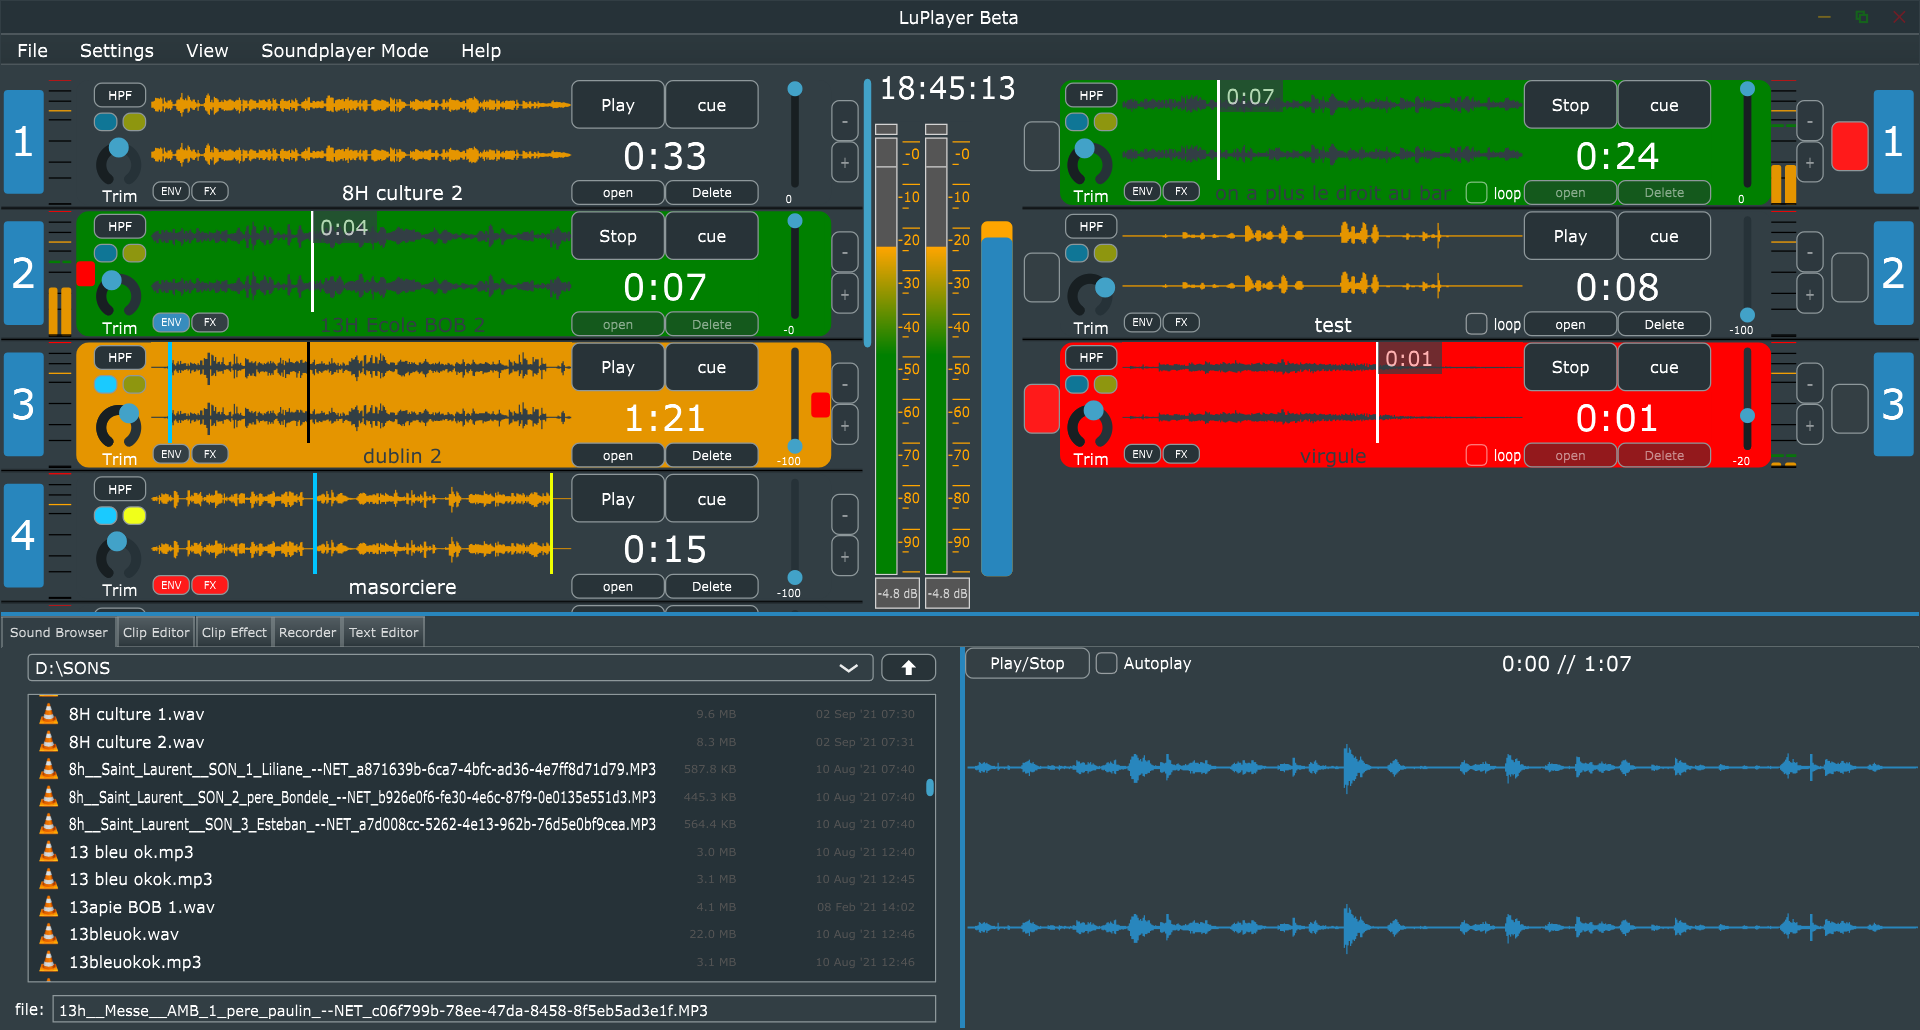 LuPlayer Beta
File Settings View Soundplayer Mode Help
1 HPF Play cue -
0:33 +
Trim ENV FX 8H culture 2 open Delete 0
2 HPF 0:04 Stop cue -
0:07 +
Trim ENV FX 13H Ecole BOB 2 open Delete -0
3 HPF Play cue -
1:21 +
Trim ENV FX dublin 2 open Delete -100
4 HPF Play cue -
0:15 +
Trim ENV FX masorciere open Delete -100
18:45:13
-0 -0
-10 -10
-20 -20
-30 -30
-40 -40
-50 -50
-60 -60
-70 -70
-80 -80
-90 -90
-4.8 dB -4.8 dB
HPF 0:07 Stop cue - 1
0:24 +
Trim ENV FX on a plus le droit au bar loop open Delete 0
HPF Play cue - 2
0:08 +
Trim ENV FX test loop open Delete -100
HPF 0:01 Stop cue - 3
0:01 +
Trim ENV FX virgule loop open Delete -20
Sound Browser Clip Editor Clip Effect Recorder Text Editor
D:\SONS
8H culture 1.wav 9.6 MB 02 Sep '21 07:30
8H culture 2.wav 8.3 MB 02 Sep '21 07:31
8h__Saint_Laurent__SON_1_Liliane_--NET_a871639b-6ca7-4bfc-ad36-4e7ff8d71d79.MP3 587.8 KB 10 Aug '21 07:40
8h__Saint_Laurent__SON_2_pere_Bondele_--NET_b926e0f6-fe30-4e6c-87f9-0e0135e551d3.MP3 445.3 KB 10 Aug '21 07:40
8h__Saint_Laurent__SON_3_Esteban_--NET_a7d008cc-5262-4e13-962b-76d5e0bf9cea.MP3 564.4 KB 10 Aug '21 07:40
13 bleu ok.mp3 3.0 MB 10 Aug '21 12:40
13 bleu okok.mp3 3.1 MB 10 Aug '21 12:45
13apie BOB 1.wav 4.1 MB 08 Feb '21 14:02
13bleuok.wav 22.0 MB 10 Aug '21 12:46
13bleuokok.mp3 3.1 MB 10 Aug '21 12:46
file: 13h__Messe__AMB_1_pere_paulin_--NET_c06f799b-78ee-47da-8458-8f5eb5ad3e1f.MP3
Play/Stop Autoplay 0:00 // 1:07